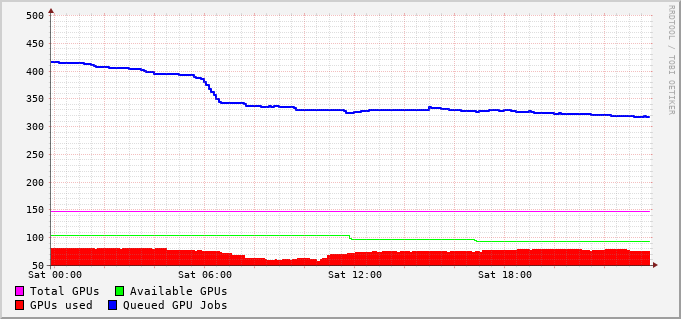 500
450
400
350
300
250
200
150
100
50
Sat 00:00 Sat 06:00 Sat 12:00 Sat 18:00
Total GPUs Available GPUs
GPUs used Queued GPU Jobs
RRDTOOL / TOBI OETIKER